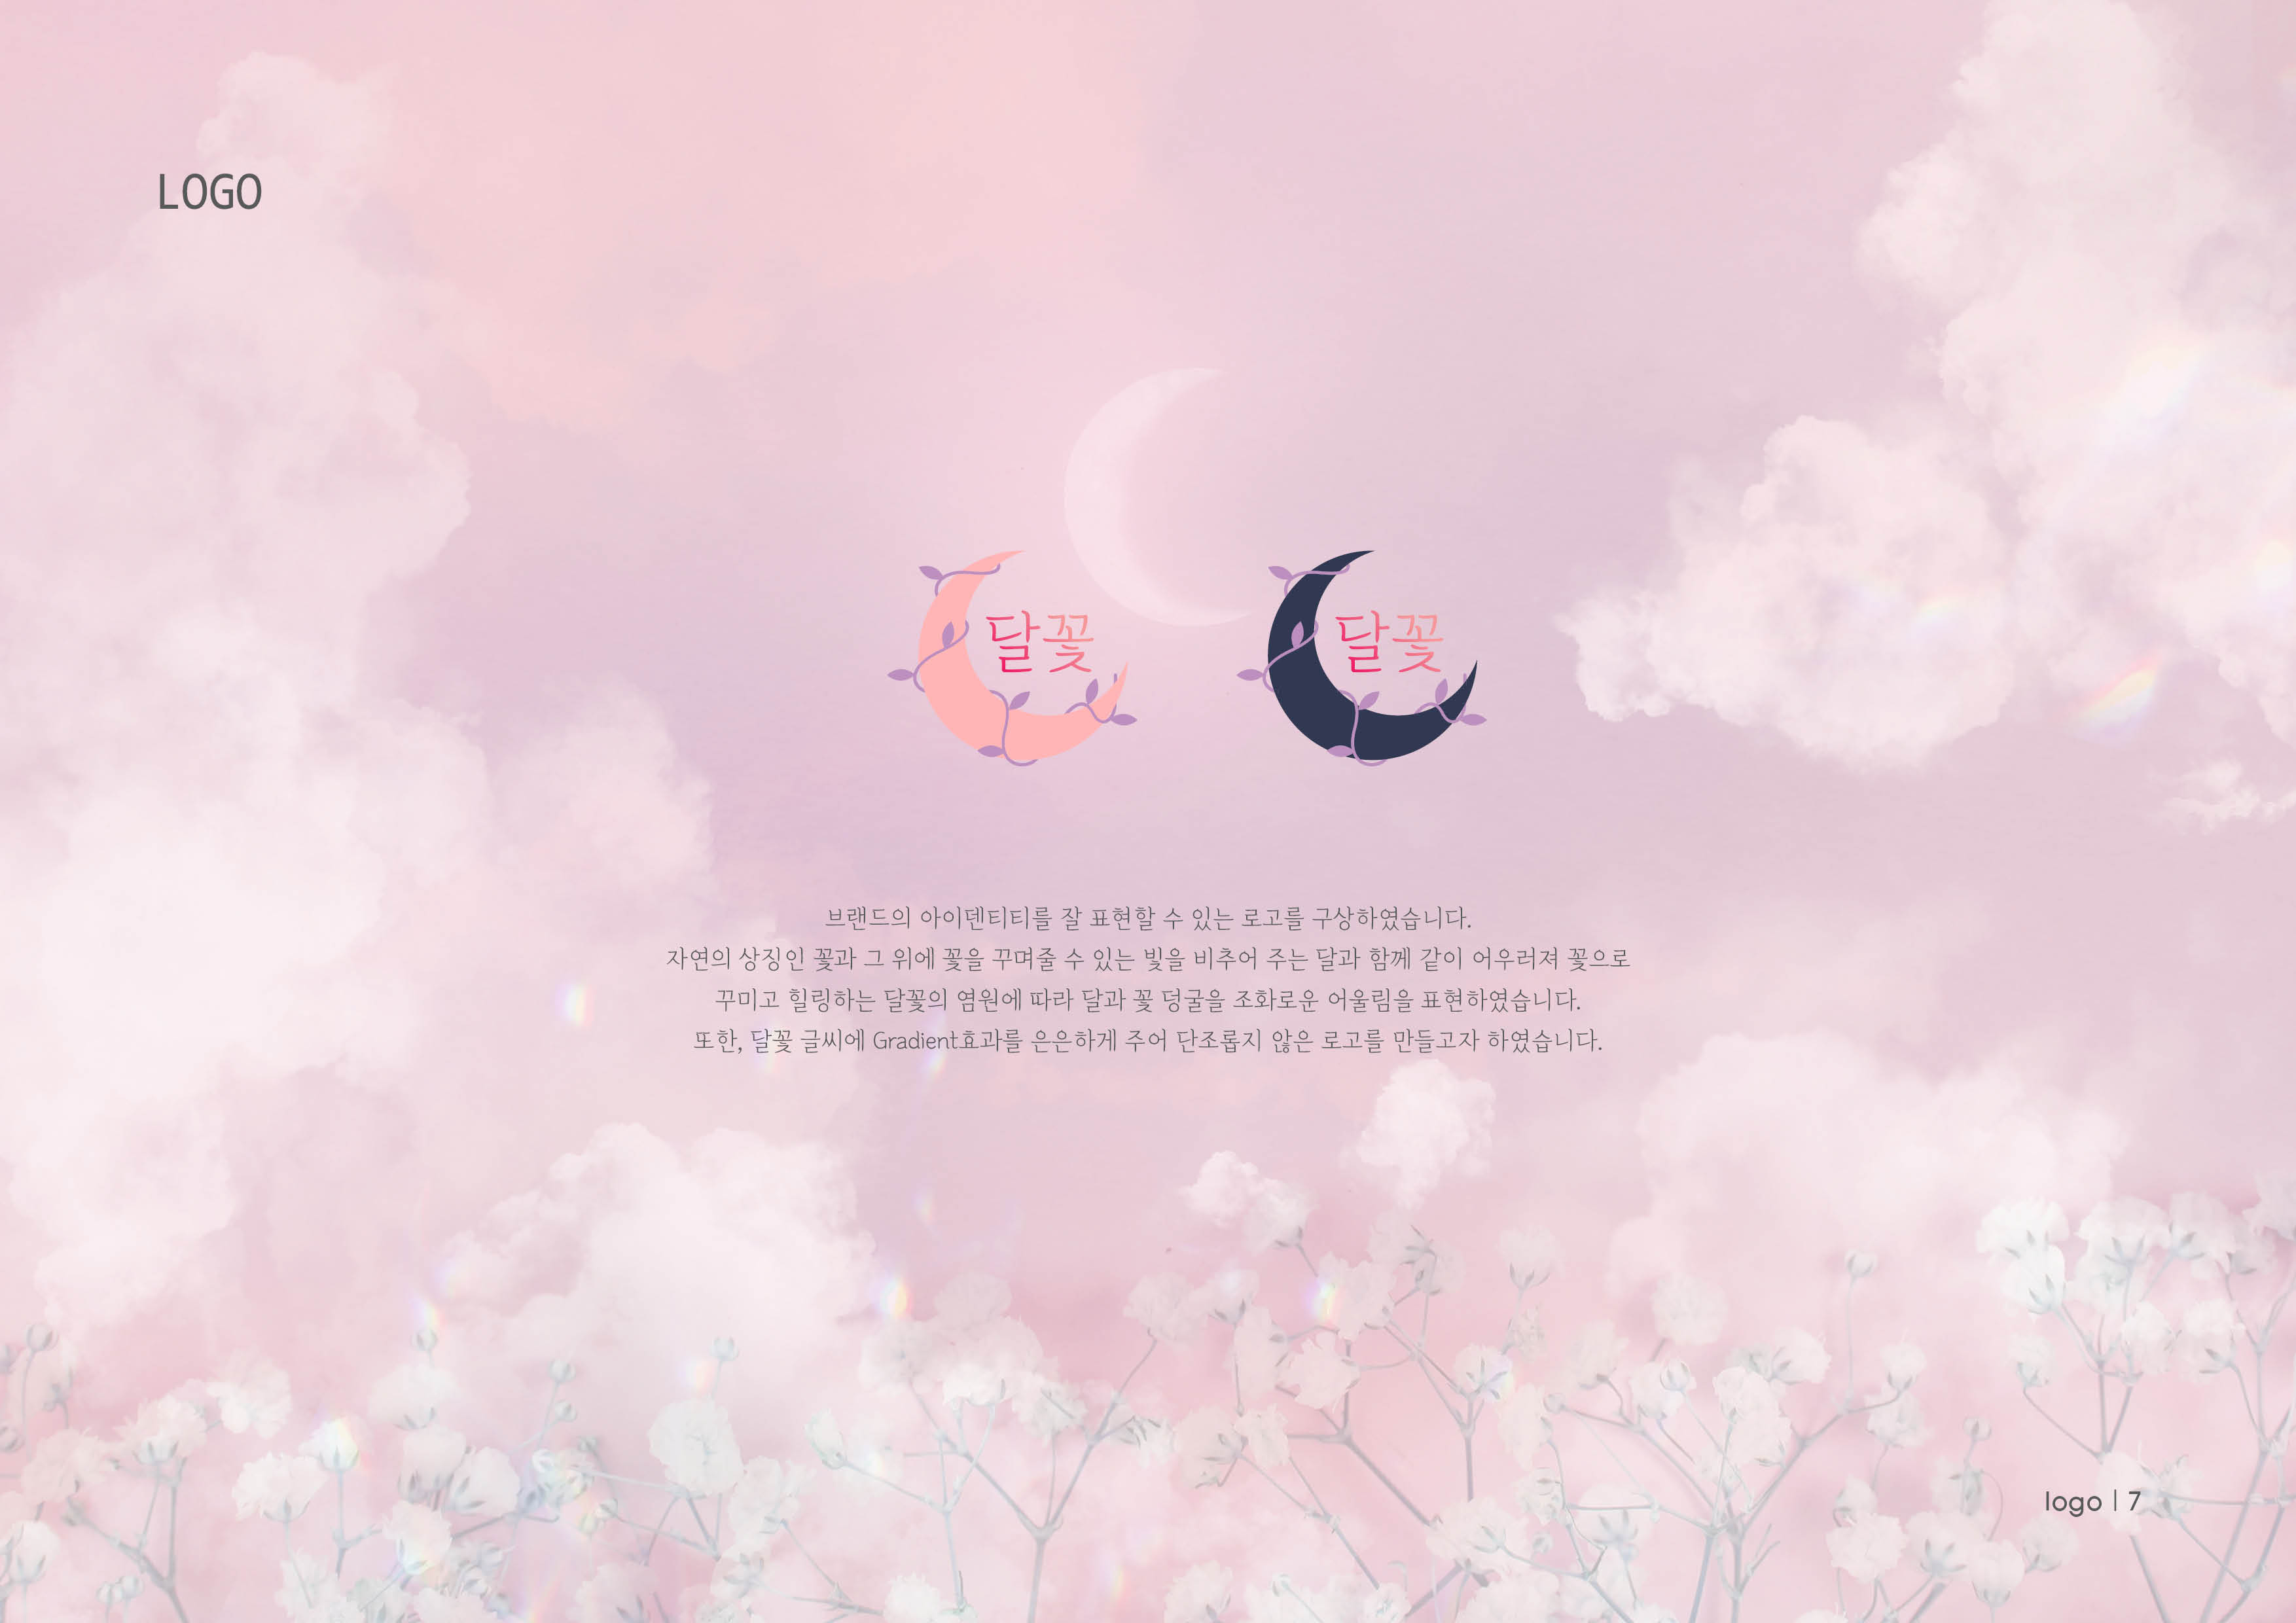 LOGO
달꽃
달꽃
브랜드의 아이덴티티를 잘 표현할 수 있는 로고를 구상하였습니다.
자연의 상징인 꽃과 그 위에 꽃을 꾸며줄 수 있는 빛을 비추어 주는 달과 함께 같이 어우러져 꽃으로
꾸미고 힐링하는 달꽃의 염원에 따라 달과 꽃 덩굴을 조화로운 어울림을 표현하였습니다.
또한, 달꽃 글씨에 Gradient효과를 은은하게 주어 단조롭지 않은 로고를 만들고자 하였습니다.
logo | 7